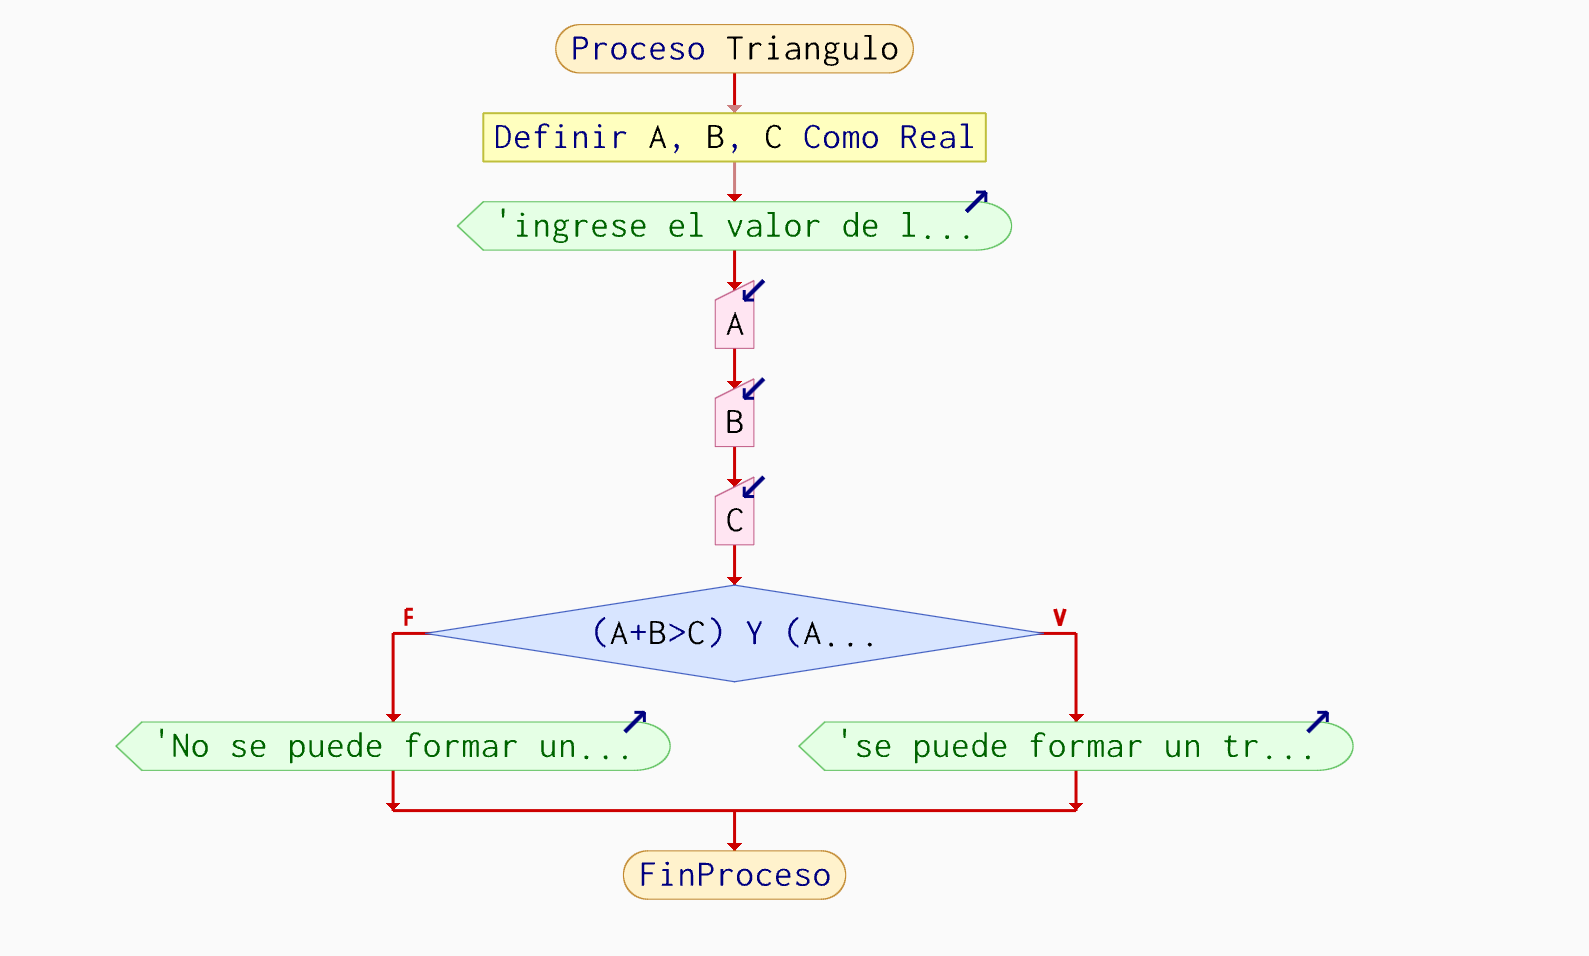 Proceso Triangulo
Definir A, B, C Como Real
'ingrese el valor de l...
A
B
C
F
V
(A+B>C) Y (A...
'No se puede formar un...
'se puede formar un tr...
FinProceso